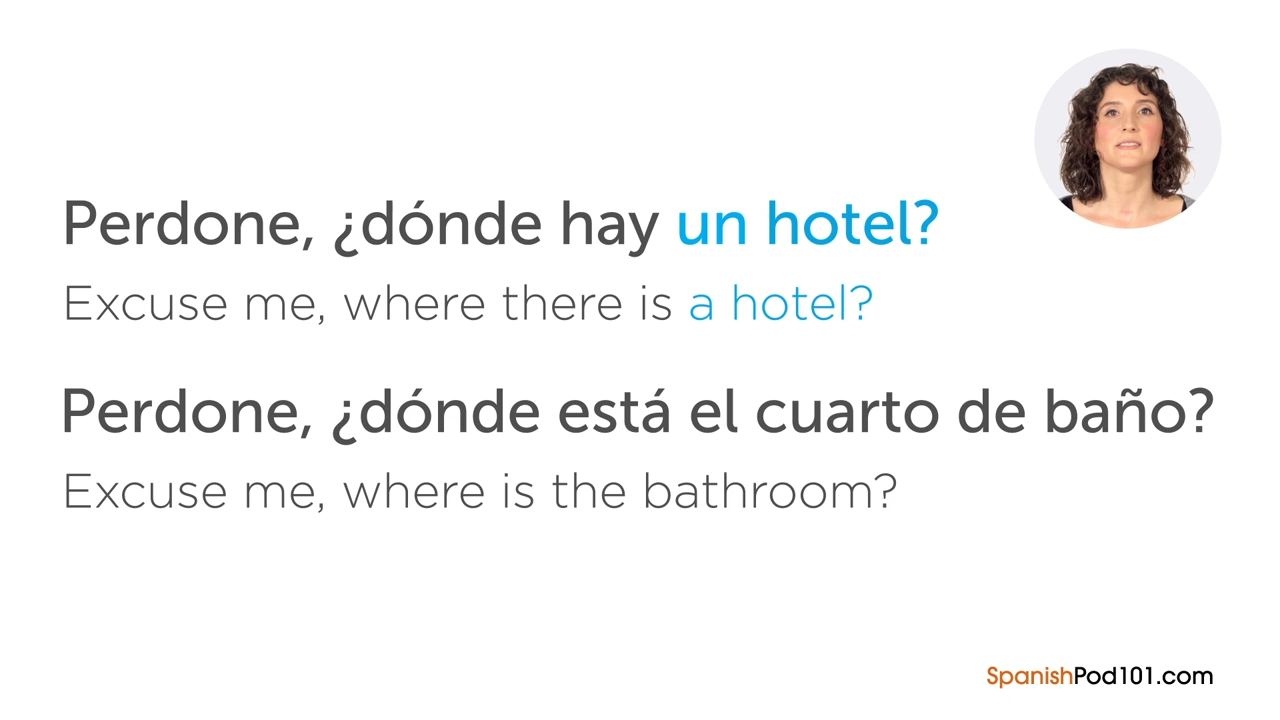 Perdone, ¿dónde hay un hotel?
Excuse me, where there is a hotel?
Perdone, ¿dónde está el cuarto de baño?
Excuse me, where is the bathroom?
SpanishPod101.com